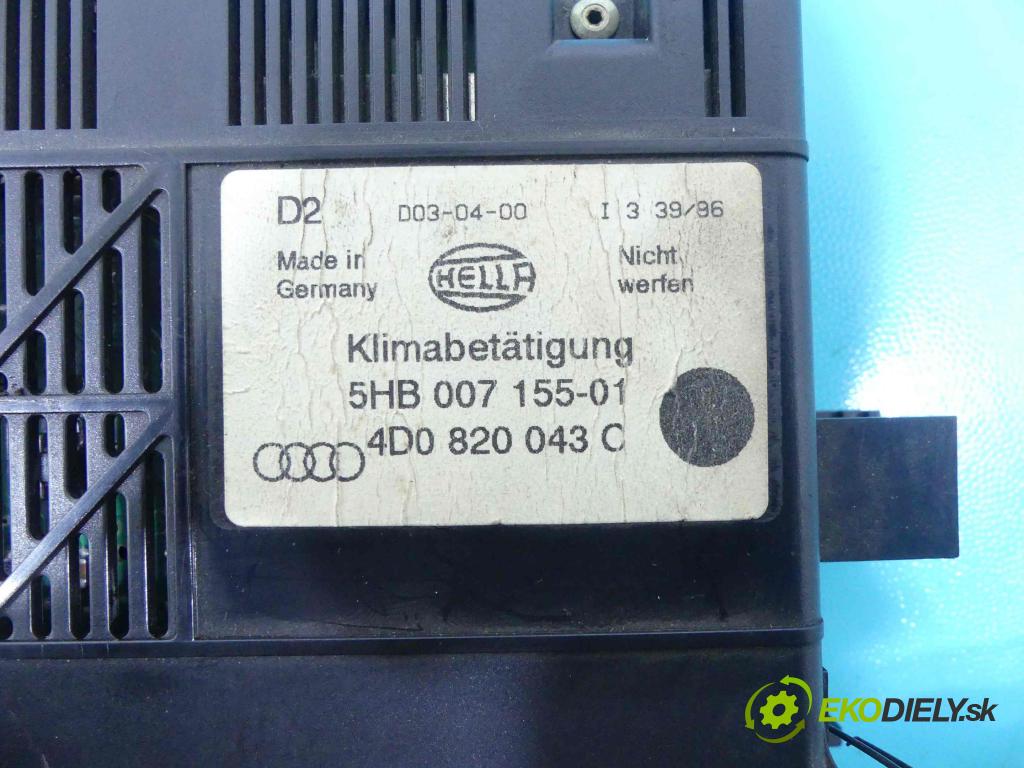 D2 D03-04-00 I 3 39/96
Made in Germany
HELLA
Nicht werfen
Klimabetätigung
5HB 007 155-01
4D0 820 043 C
EKODIELY.sk